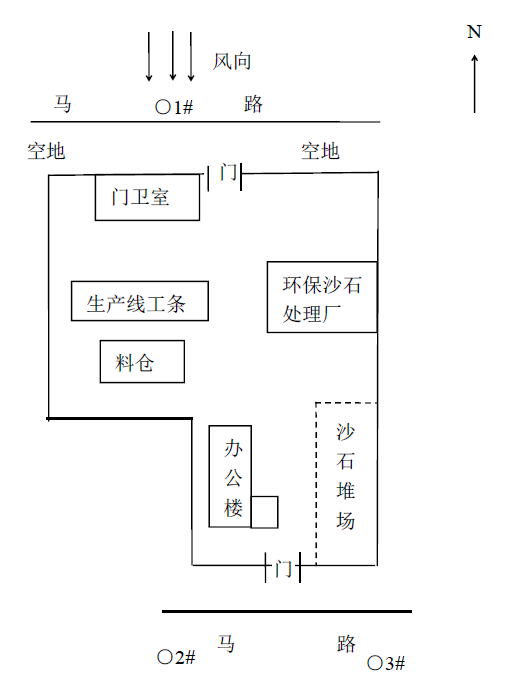 N
风向
马 ○1# 路
空地 空地
门
门卫室
环保沙石
处理厂
生产线工条
料仓
沙石堆场
办公楼
门
马 路
○2# ○3#